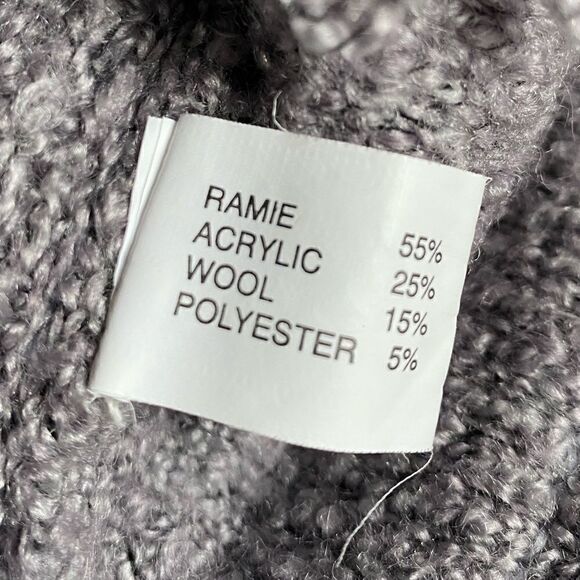 RAMIE 55%
ACRYLIC 25%
WOOL 15%
POLYESTER 5%